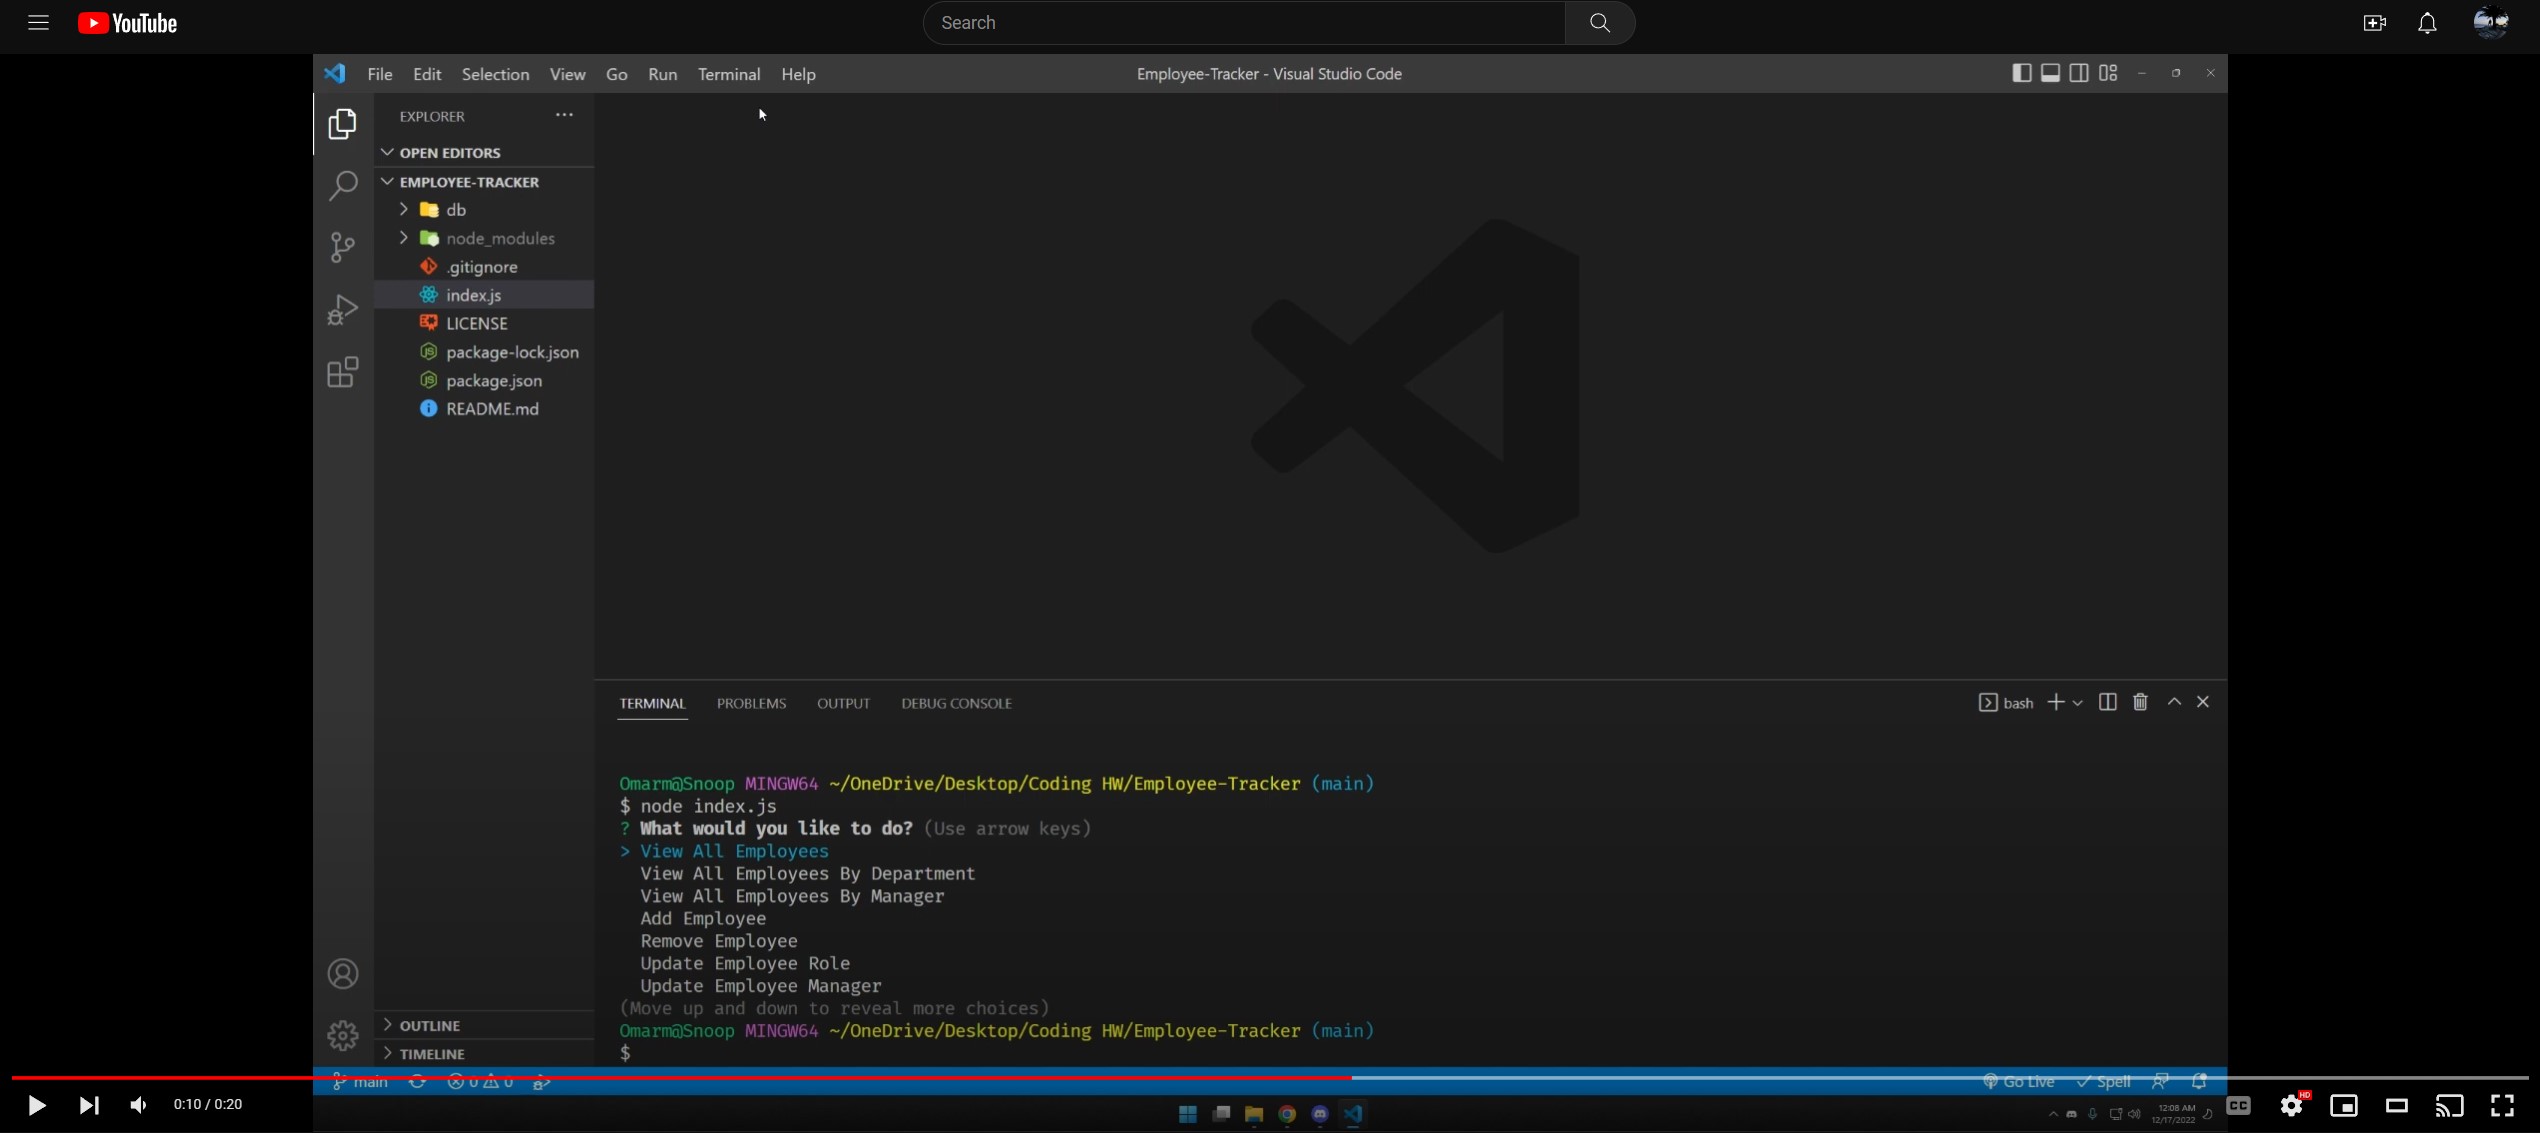 YouTube
Search
File Edit Selection View Go Run Terminal Help
Employee-Tracker - Visual Studio Code
EXPLORER
OPEN EDITORS
EMPLOYEE-TRACKER
db
node_modules
.gitignore
index.js
LICENSE
package-lock.json
package.json
README.md
OUTLINE
TIMELINE
TERMINAL PROBLEMS OUTPUT DEBUG CONSOLE
bash
Omarm@Snoop MINGW64 ~/OneDrive/Desktop/Coding HW/Employee-Tracker (main)
$ node index.js
? What would you like to do? (Use arrow keys)
> View All Employees
View All Employees By Department
View All Employees By Manager
Add Employee
Remove Employee
Update Employee Role
Update Employee Manager
(Move up and down to reveal more choices)
Omarm@Snoop MINGW64 ~/OneDrive/Desktop/Coding HW/Employee-Tracker (main)
$
main 0 0 Go Live Spell
0:10 / 0:20
12:08 AM
12/17/2022
CC
HD